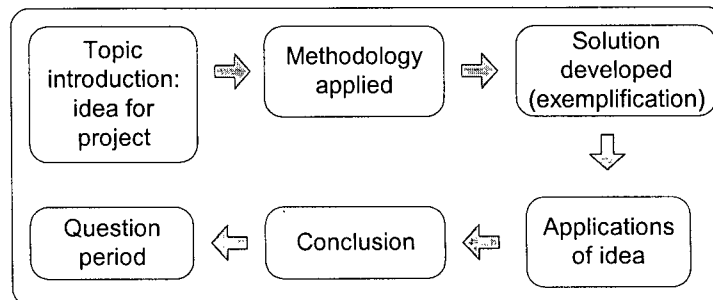 Topic
introduction:
idea for
project
Methodology
applied
Solution
developed
(exemplification)
Applications
of idea
Conclusion
Question
period